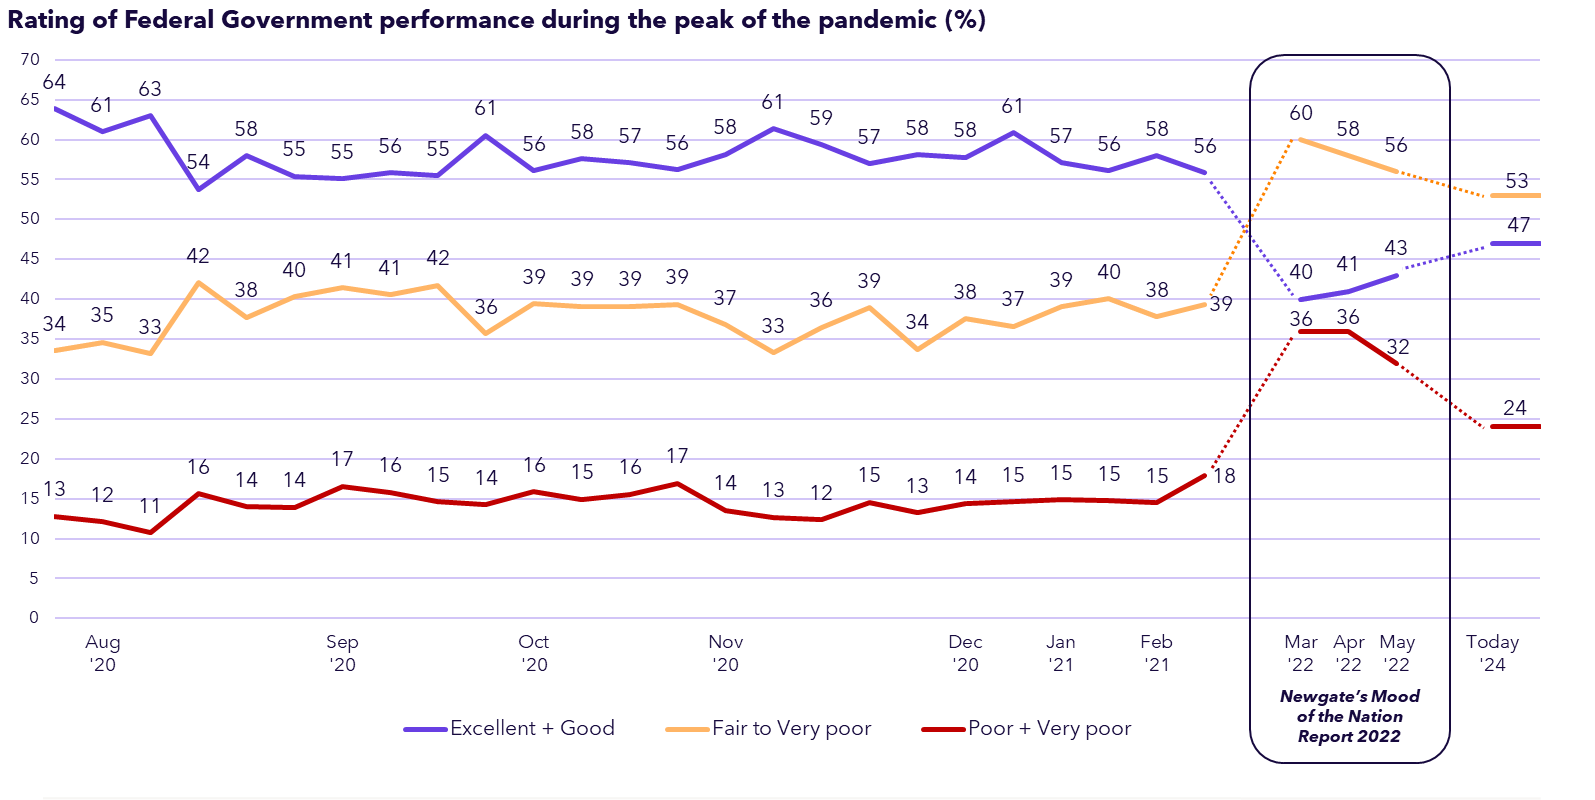 Rating of Federal Government performance during the peak of the pandemic (%)
70
65
60
55
50
45
40
35
30
25
20
15
10
5
0
64 61 63 54 58 55 55 56 55 61 56 58 57 56 58 61 59 57 58 58 61 57 56 58 56 40 41 43 47
34 35 33 42 38 40 41 41 42 36 39 39 39 39 37 33 36 39 34 38 37 39 40 38 39 60 58 56 53
13 12 11 16 14 14 17 16 15 14 16 15 16 17 14 13 12 15 13 14 15 15 15 15 18 36 36 32 24
Aug Sep Oct Nov Dec Jan Feb Mar Apr May Today
'20 '20 '20 '20 '20 '21 '21 '22 '22 '22 '24
Newgate's Mood
of the Nation
Report 2022
Excellent + Good Fair to Very poor Poor + Very poor